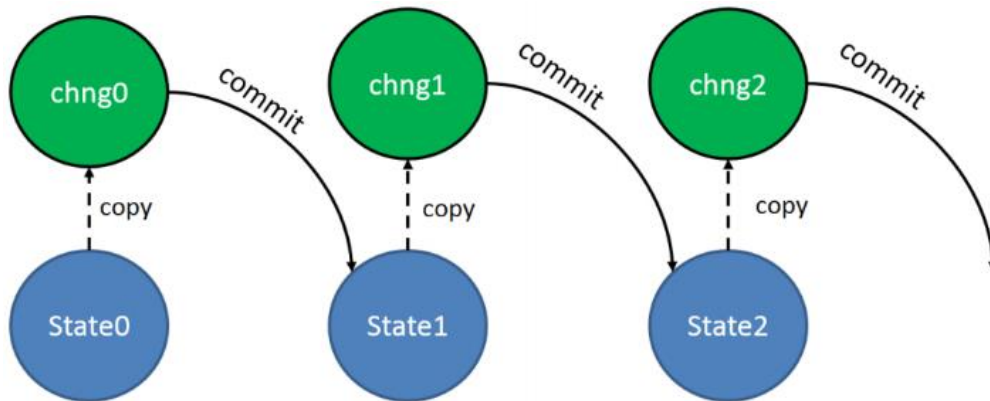 chng0
commit
chng1
commit
chng2
commit
copy
copy
copy
State0
State1
State2